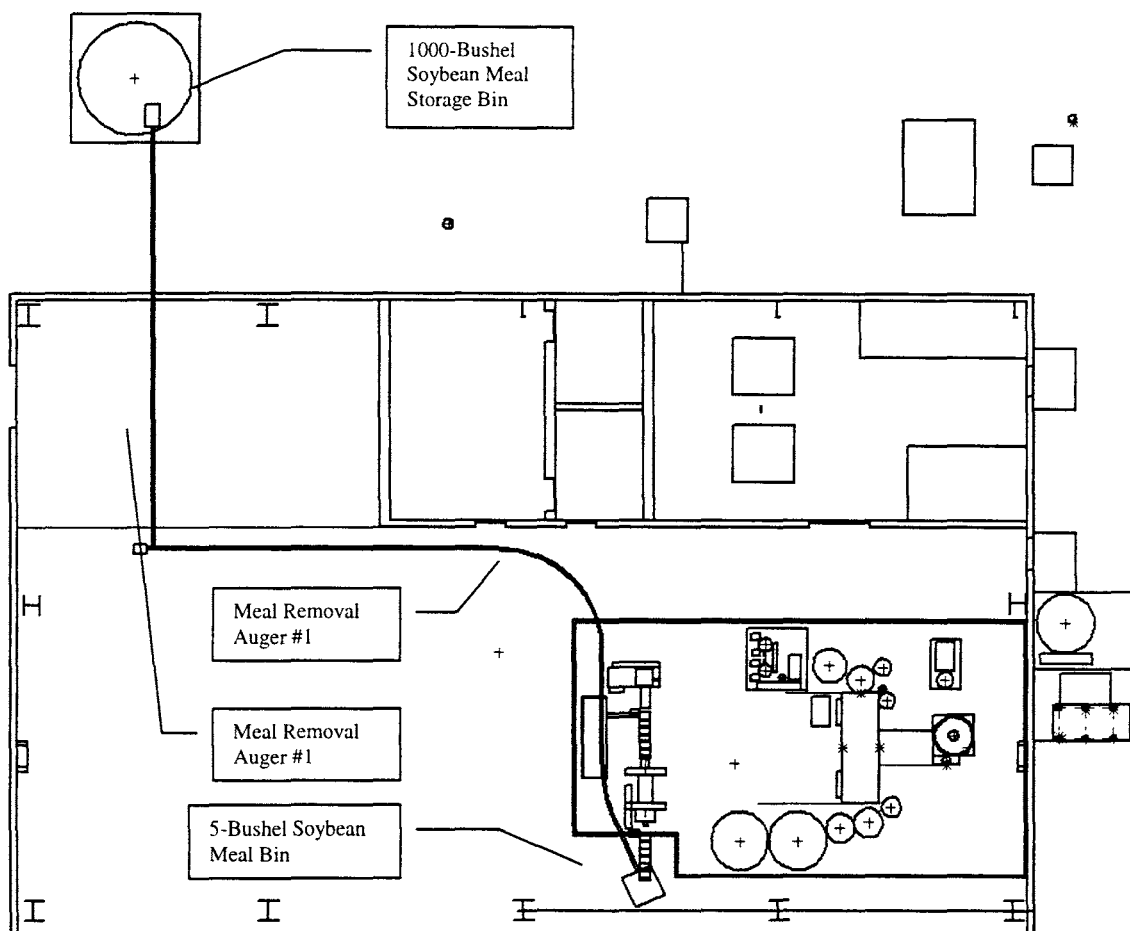 1000-Bushel
Soybean Meal
Storage Bin
Meal Removal
Auger #1
Meal Removal
Auger #1
5-Bushel Soybean
Meal Bin